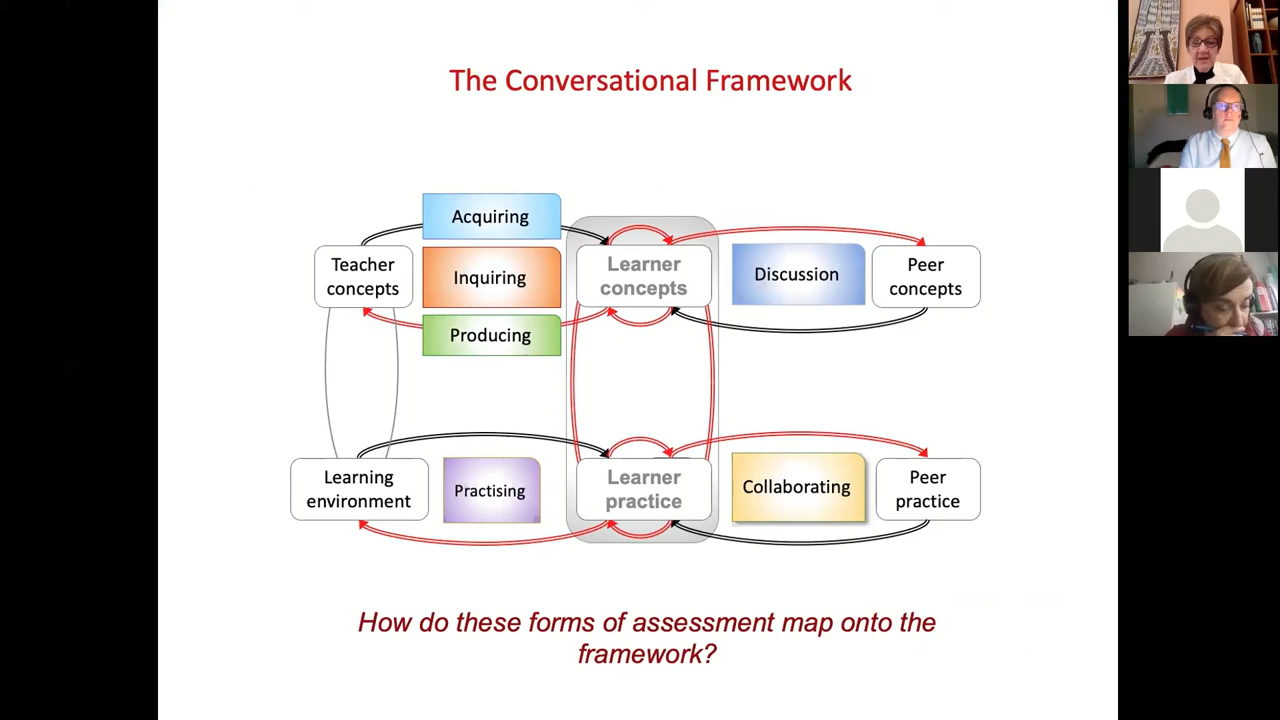 The Conversational Framework
Acquiring
Teacher
concepts
Inquiring
Learner
concepts
Discussion
Peer
concepts
Producing
Learning
environment
Practising
Learner
practice
Collaborating
Peer
practice
How do these forms of assessment map onto the
framework?